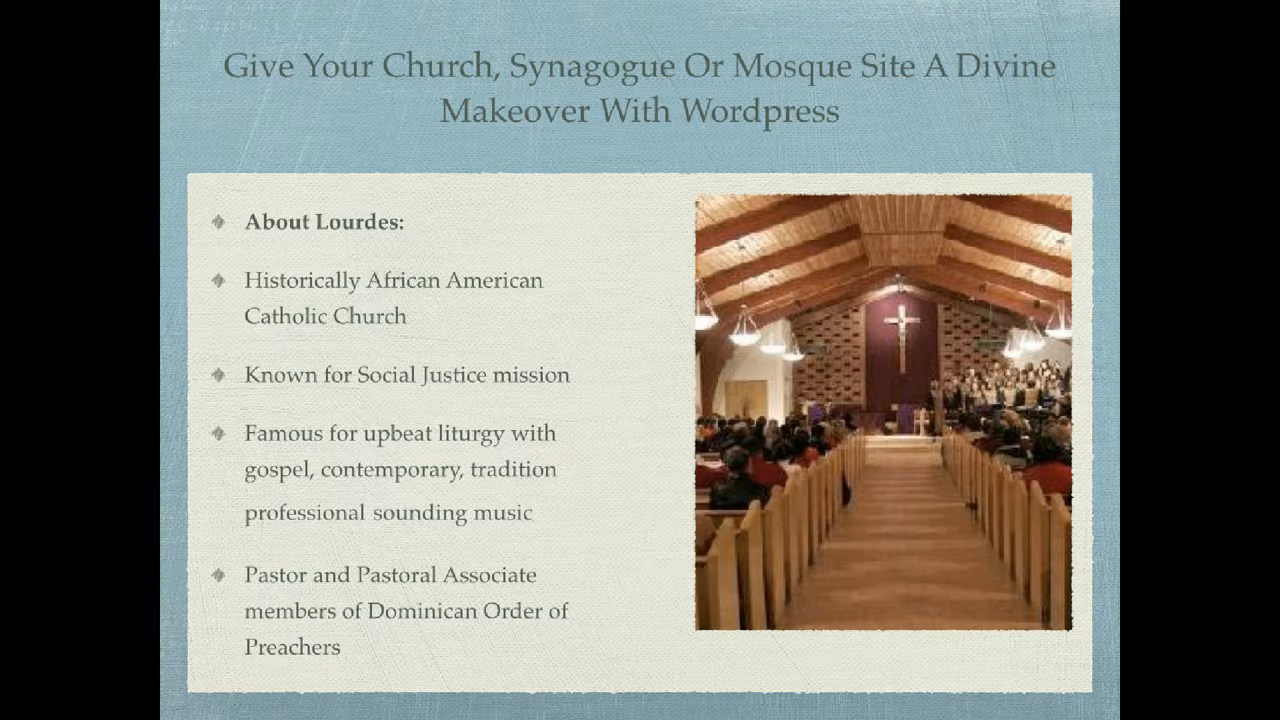 Give Your Church, Synagogue Or Mosque Site A Divine
Makeover With Wordpress
About Lourdes:
Historically African American
Catholic Church
Known for Social Justice mission
Famous for upbeat liturgy with
gospel, contemporary, tradition
professional sounding music
Pastor and Pastoral Associate
members of Dominican Order of
Preachers